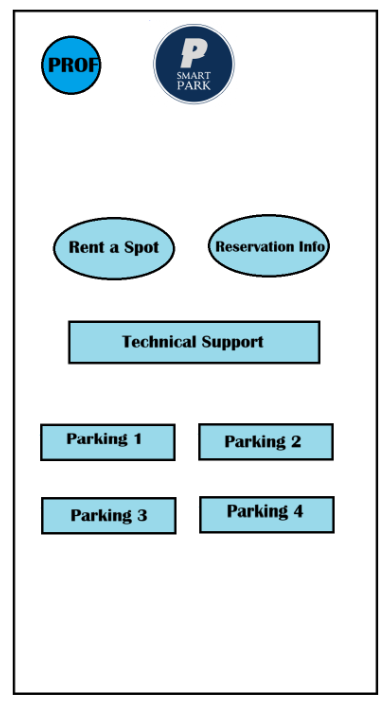 PROF
P
SMART
PARK
Rent a Spot
Reservation Info
Technical Support
Parking 1
Parking 2
Parking 3
Parking 4